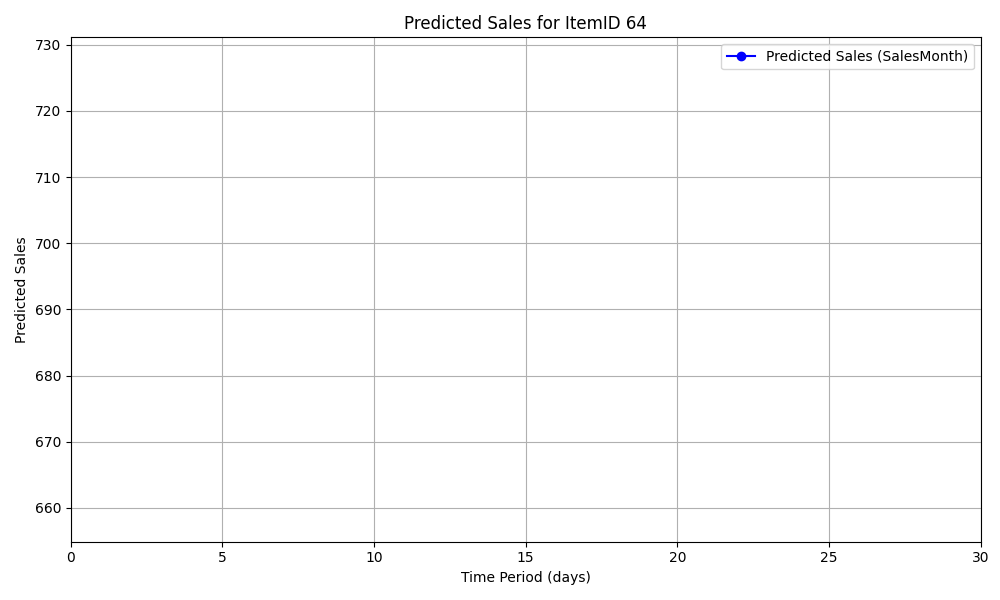 Predicted Sales for ItemID 64
Predicted Sales (SalesMonth)
730
720
710
700
690
680
670
660
Predicted Sales
0 5 10 15 20 25 30
Time Period (days)